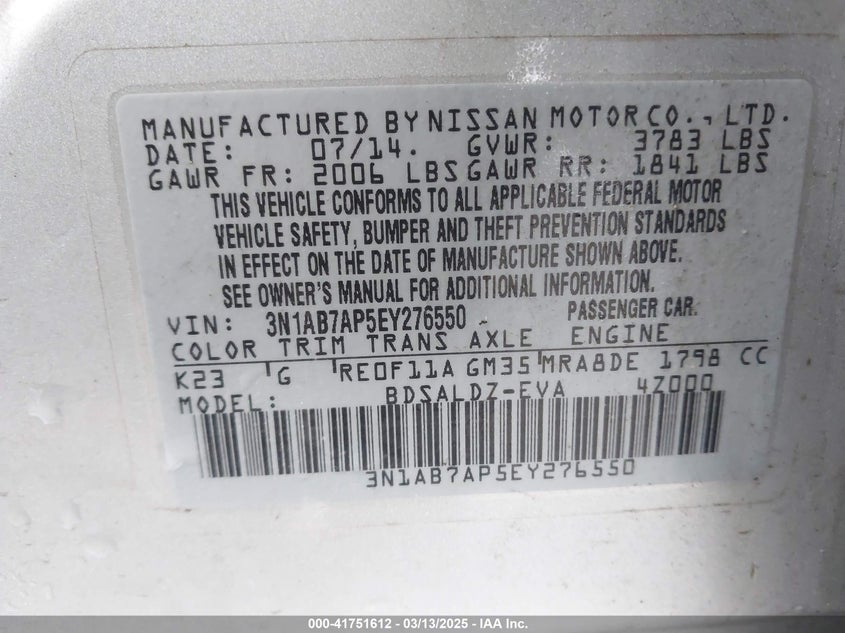 MANUFACTURED BY NISSAN MOTOR CO., LTD.
DATE: 07/14. GVWR: 3783 LBS
GAWR FR: 2006 LBS GAWR RR: 1841 LBS
THIS VEHICLE CONFORMS TO ALL APPLICABLE FEDERAL MOTOR
VEHICLE SAFETY, BUMPER AND THEFT PREVENTION STANDARDS
IN EFFECT ON THE DATE OF MANUFACTURE SHOWN ABOVE.
SEE OWNER'S MANUAL FOR ADDITIONAL INFORMATION.
VIN: 3N1AB7AP5EY276550 PASSENGER CAR.
COLOR TRIM TRANS AXLE ENGINE
K23 G RE0F11A GM35 MRA8DE 1798 CC
MODEL: BDSALDZ-EVA 4Z000
3N1AB7AP5EY276550
000-41751612 - 03/13/2025 - IAA Inc.